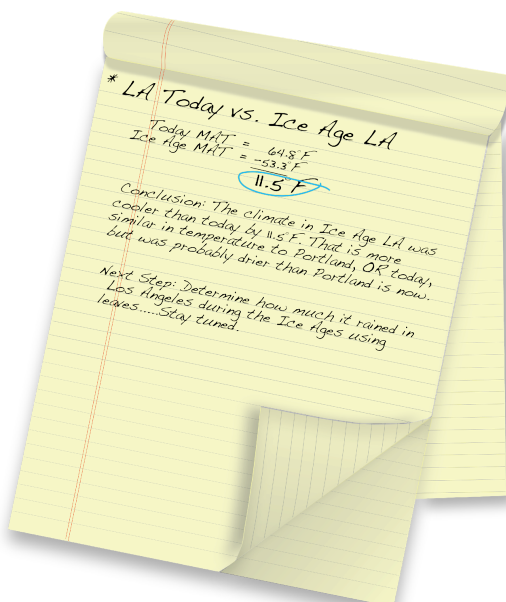 * LA Today vs. Ice Age LA
Today MAT = 64.8°F
Ice Age MAT = -53.3°F
11.5°F
Conclusion: The climate in Ice Age LA was
cooler than today by 11.5°F. That is more
similar in temperature to Portland, OR today,
but was probably drier than Portland is now.
Next Step: Determine how much it rained in
Los Angeles during the Ice Ages using
leaves.....Stay tuned.